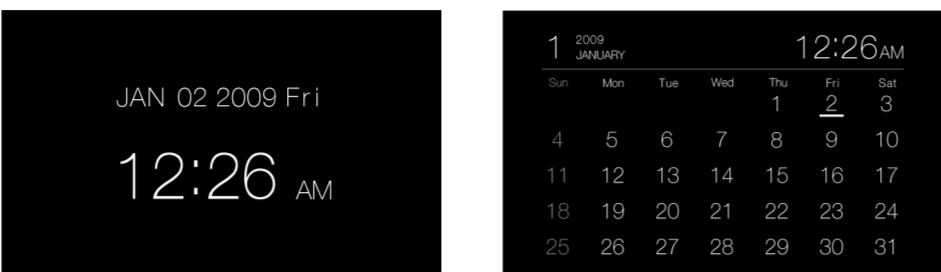 JAN 02 2009 Fri
12:26 AM
1 2009 JANUARY 12:26AM
Sun Mon Tue Wed Thu Fri Sat
1 2 3
4 5 6 7 8 9 10
11 12 13 14 15 16 17
18 19 20 21 22 23 24
25 26 27 28 29 30 31